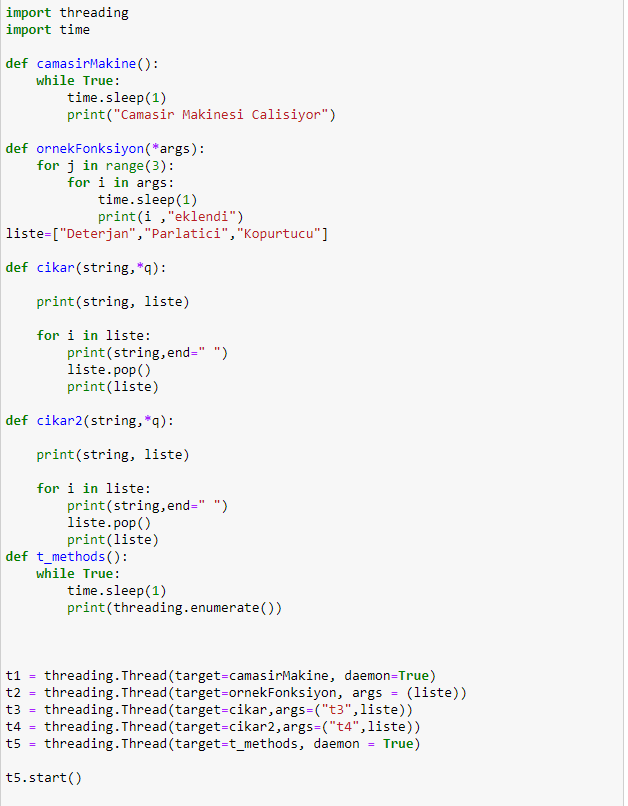 import threading
import time
def camasirMakine():
    while True:
        time.sleep(1)
        print("Camasir Makinesi Calisiyor")
def ornekFonksiyon(*args):
    for j in range(3):
        for i in args:
            time.sleep(1)
            print(i ,"eklendi")
liste=["Deterjan","Parlatici","Kopurtucu"]
def cikar(string,*q):
    print(string, liste)
    for i in liste:
        print(string,end=" ")
        liste.pop()
        print(liste)
def cikar2(string,*q):
    print(string, liste)
    for i in liste:
        print(string,end=" ")
        liste.pop()
        print(liste)
def t_methods():
    while True:
        time.sleep(1)
        print(threading.enumerate())
t1 = threading.Thread(target=camasirMakine, daemon=True)
t2 = threading.Thread(target=ornekFonksiyon, args = (liste))
t3 = threading.Thread(target=cikar,args=("t3",liste))
t4 = threading.Thread(target=cikar2,args=("t4",liste))
t5 = threading.Thread(target=t_methods, daemon = True)
t5.start()